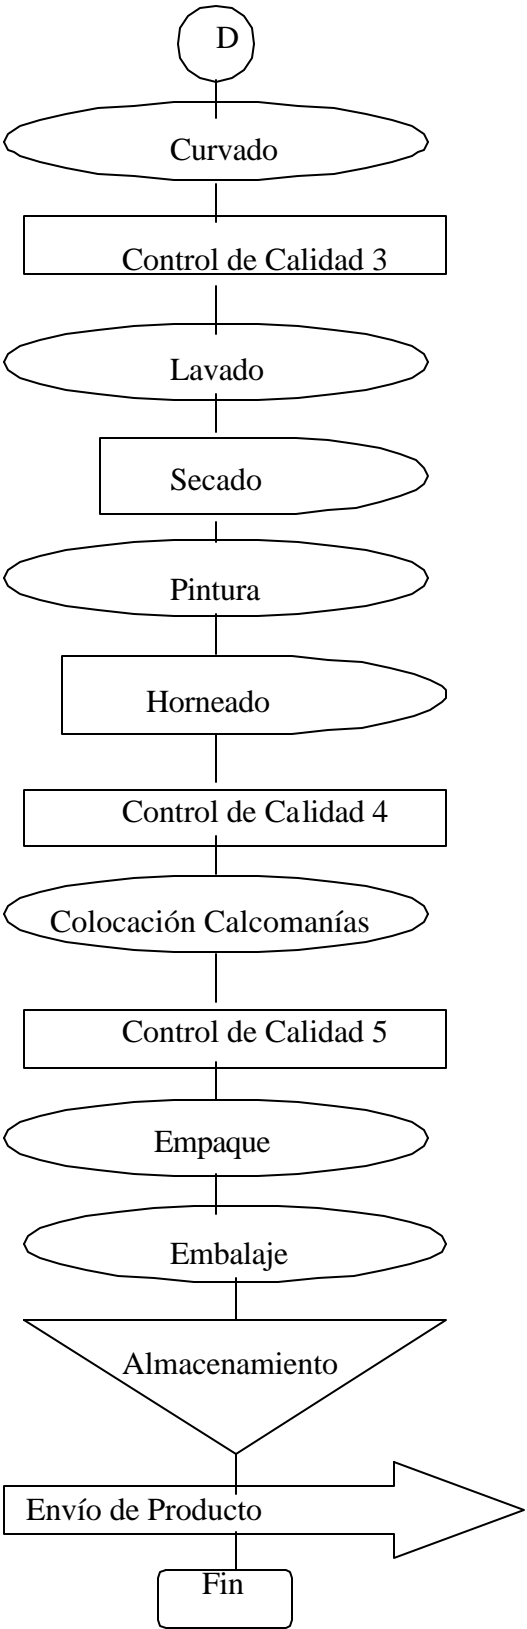 D
Curvado
Control de Calidad 3
Lavado
Secado
Pintura
Horneado
Control de Calidad 4
Colocación Calcomanías
Control de Calidad 5
Empaque
Embalaje
Almacenamiento
Envío de Producto
Fin